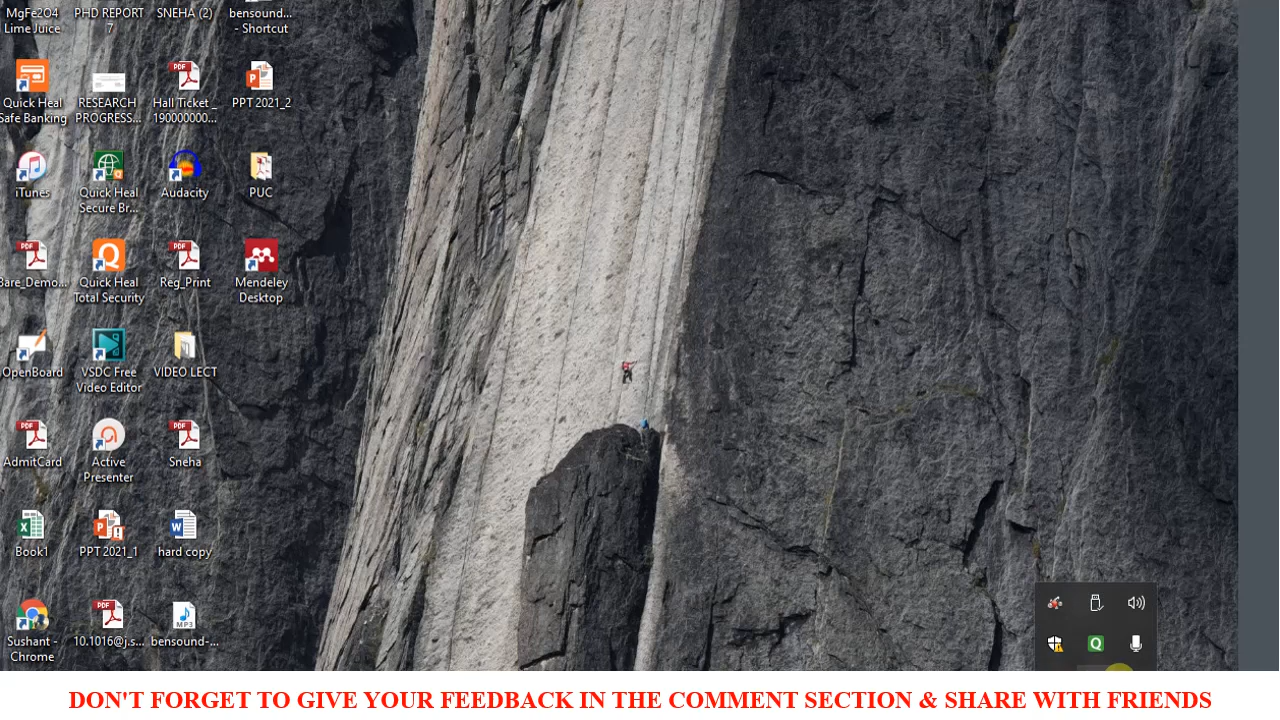 MgFe2O4
Lime Juice
PHD REPORT
7
SNEHA (2)
bensound...
- Shortcut
Quick Heal
Safe Banking
RESEARCH
PROGRESS...
Hall Ticket _
190000000...
PPT 2021_2
iTunes
Quick Heal
Secure Br...
Audacity
PUC
Bare_Demo...
Quick Heal
Total Security
Reg_Print
Mendeley
Desktop
OpenBoard
VSDC Free
Video Editor
VIDEO LECT
AdmitCard
Active
Presenter
Sneha
Book1
PPT 2021_1
hard copy
Sushant -
Chrome
10.1016@j.s...
bensound-...
DON'T FORGET TO GIVE YOUR FEEDBACK IN THE COMMENT SECTION & SHARE WITH FRIENDS